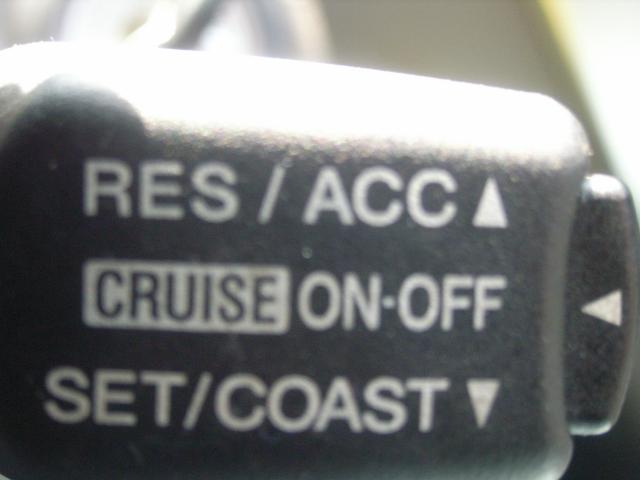 RES / ACC ▲
CRUISE ON-OFF ◀
SET/COAST ▼